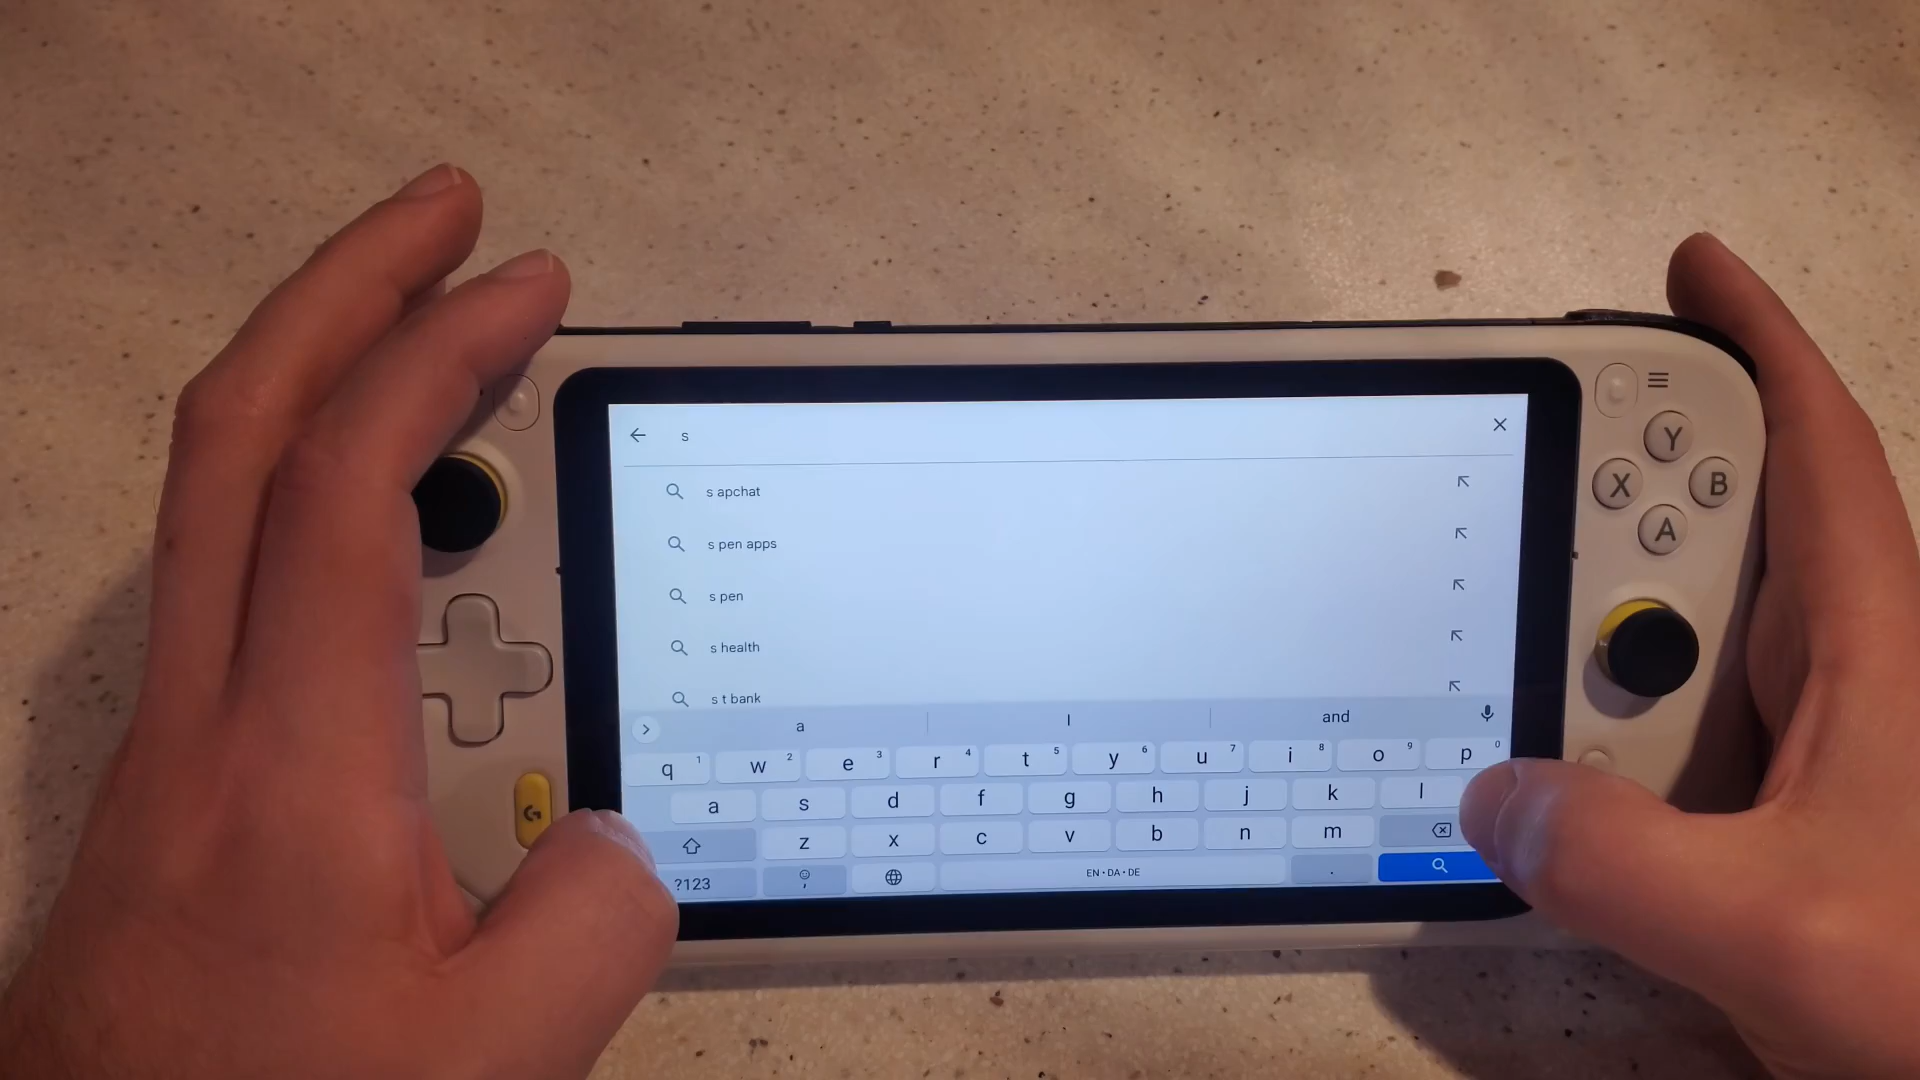 s
s apchat
s pen apps
s pen
s health
s t bank
a I and
q 1 w 2 e 3 r 4 t 5 y 6 u 7 i 8 o 9 p 0
a s d f g h j k l
z x c v b n m
?123 , EN • DA • DE .
Y
X B
A
G